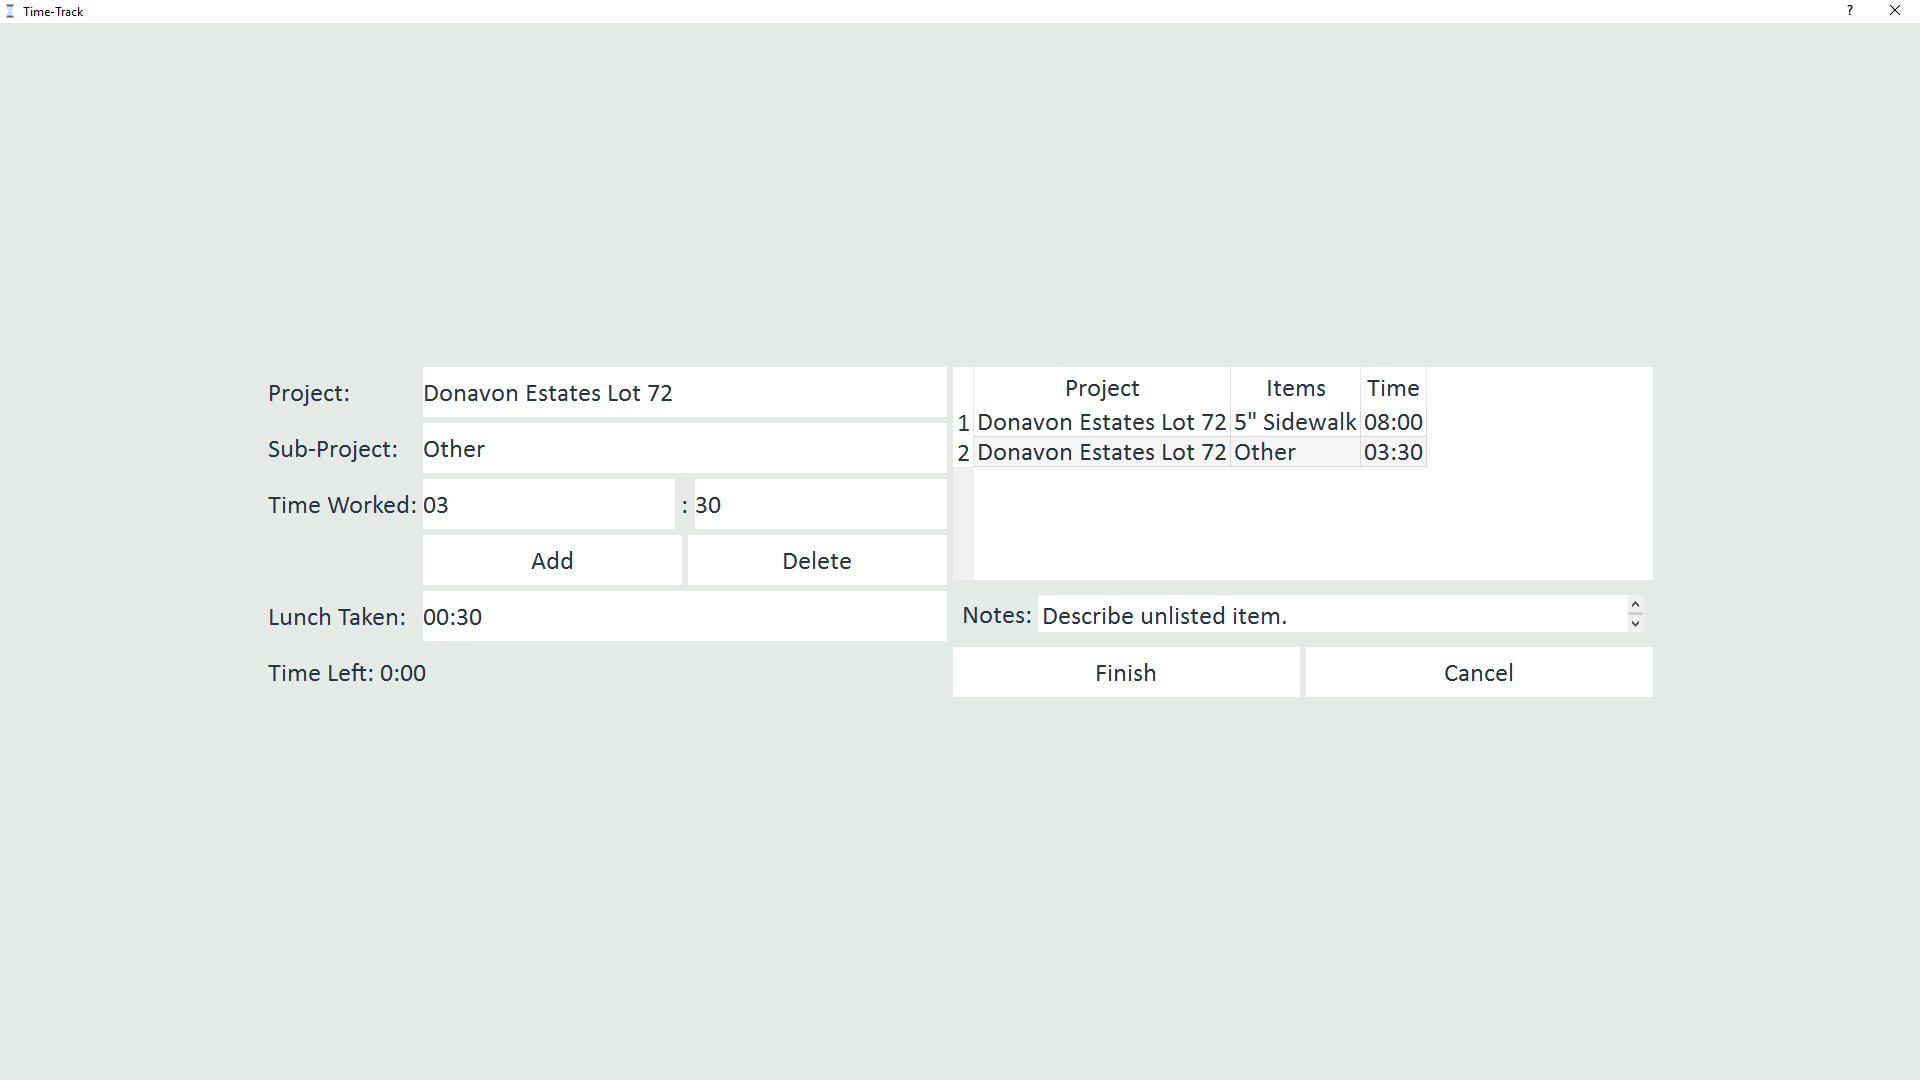 Time-Track
?
Project: Donavon Estates Lot 72
Sub-Project: Other
Time Worked: 03 : 30
Add Delete
Lunch Taken: 00:30
Time Left: 0:00
Project Items Time
1 Donavon Estates Lot 72 5" Sidewalk 08:00
2 Donavon Estates Lot 72 Other 03:30
Notes: Describe unlisted item.
Finish Cancel